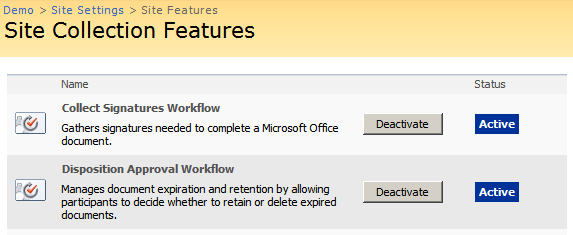 Demo > Site Settings > Site Features
Site Collection Features
Name Status
Collect Signatures Workflow
Gathers signatures needed to complete a Microsoft Office
document.
Deactivate
Active
Disposition Approval Workflow
Manages document expiration and retention by allowing
participants to decide whether to retain or delete expired
documents.
Deactivate
Active